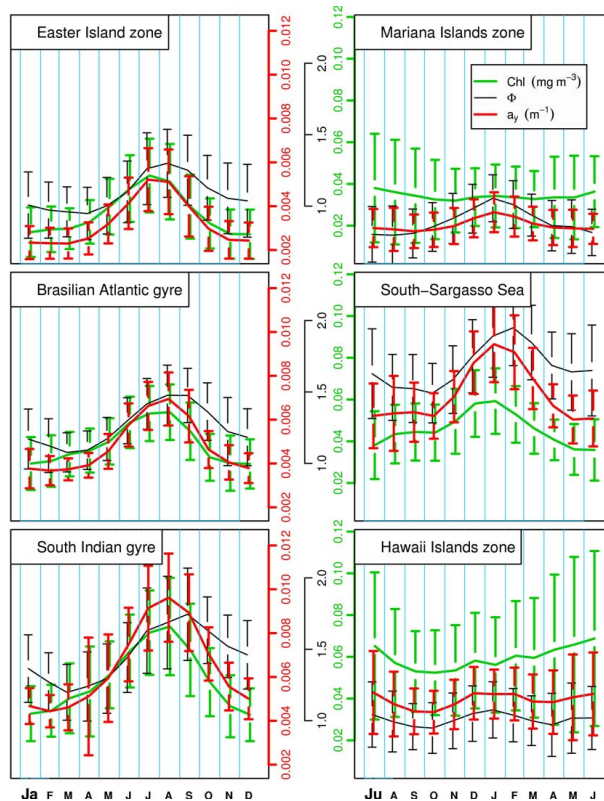 Easter Island zone
0.002 0.004 0.006 0.008 0.010 0.012
1.0 1.5 2.0
Mariana Islands zone
0.02 0.04 0.06 0.08 0.10 0.12
Chl (mg m−3)
Φ
ay (m−1)
Brasilian Atlantic gyre
0.002 0.004 0.006 0.008 0.010 0.012
1.0 1.5 2.0
South−Sargasso Sea
0.02 0.04 0.06 0.08 0.10 0.12
South Indian gyre
0.002 0.004 0.006 0.008 0.010 0.012
1.0 1.5 2.0
Hawaii Islands zone
0.02 0.04 0.06 0.08 0.10 0.12
Ja F M A M J J A S O N D
Ju A S O N D J F M A M J